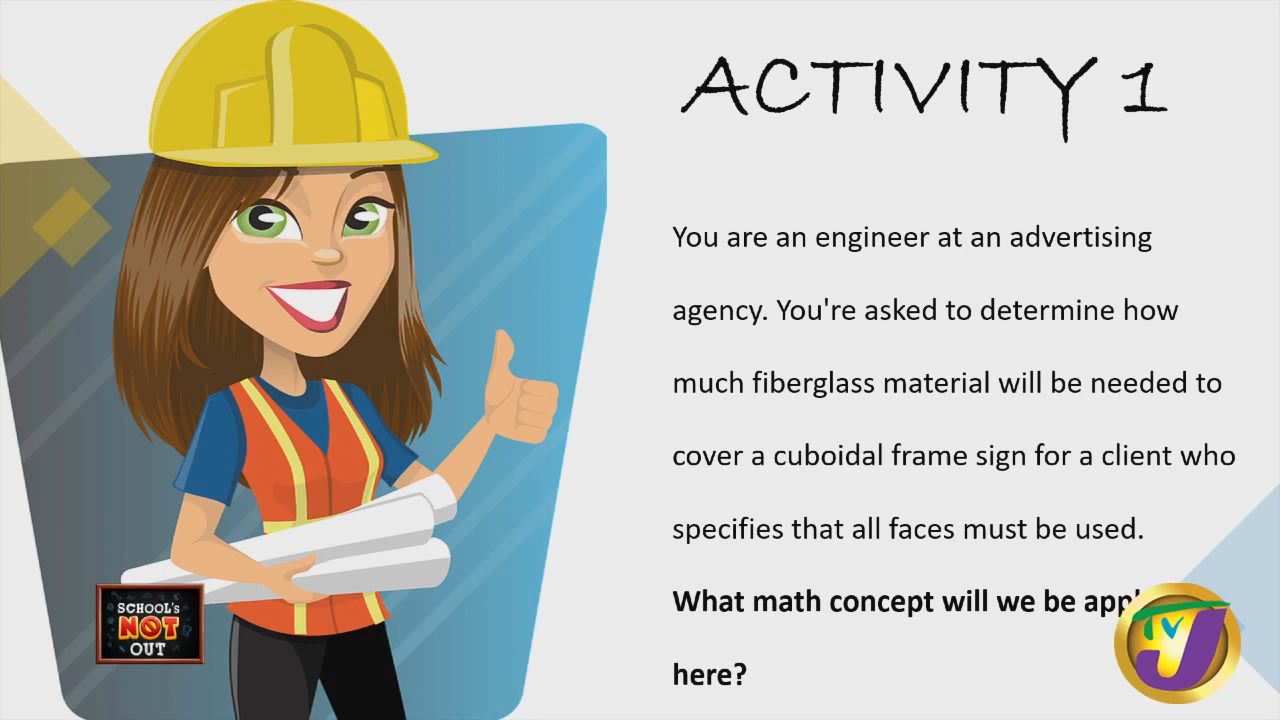 ACTIVITY 1
You are an engineer at an advertising
agency. You're asked to determine how
much fiberglass material will be needed to
cover a cuboidal frame sign for a client who
specifies that all faces must be used.
What math concept will we be
here?
SCHOOL'S
NOT
OUT
TVJ